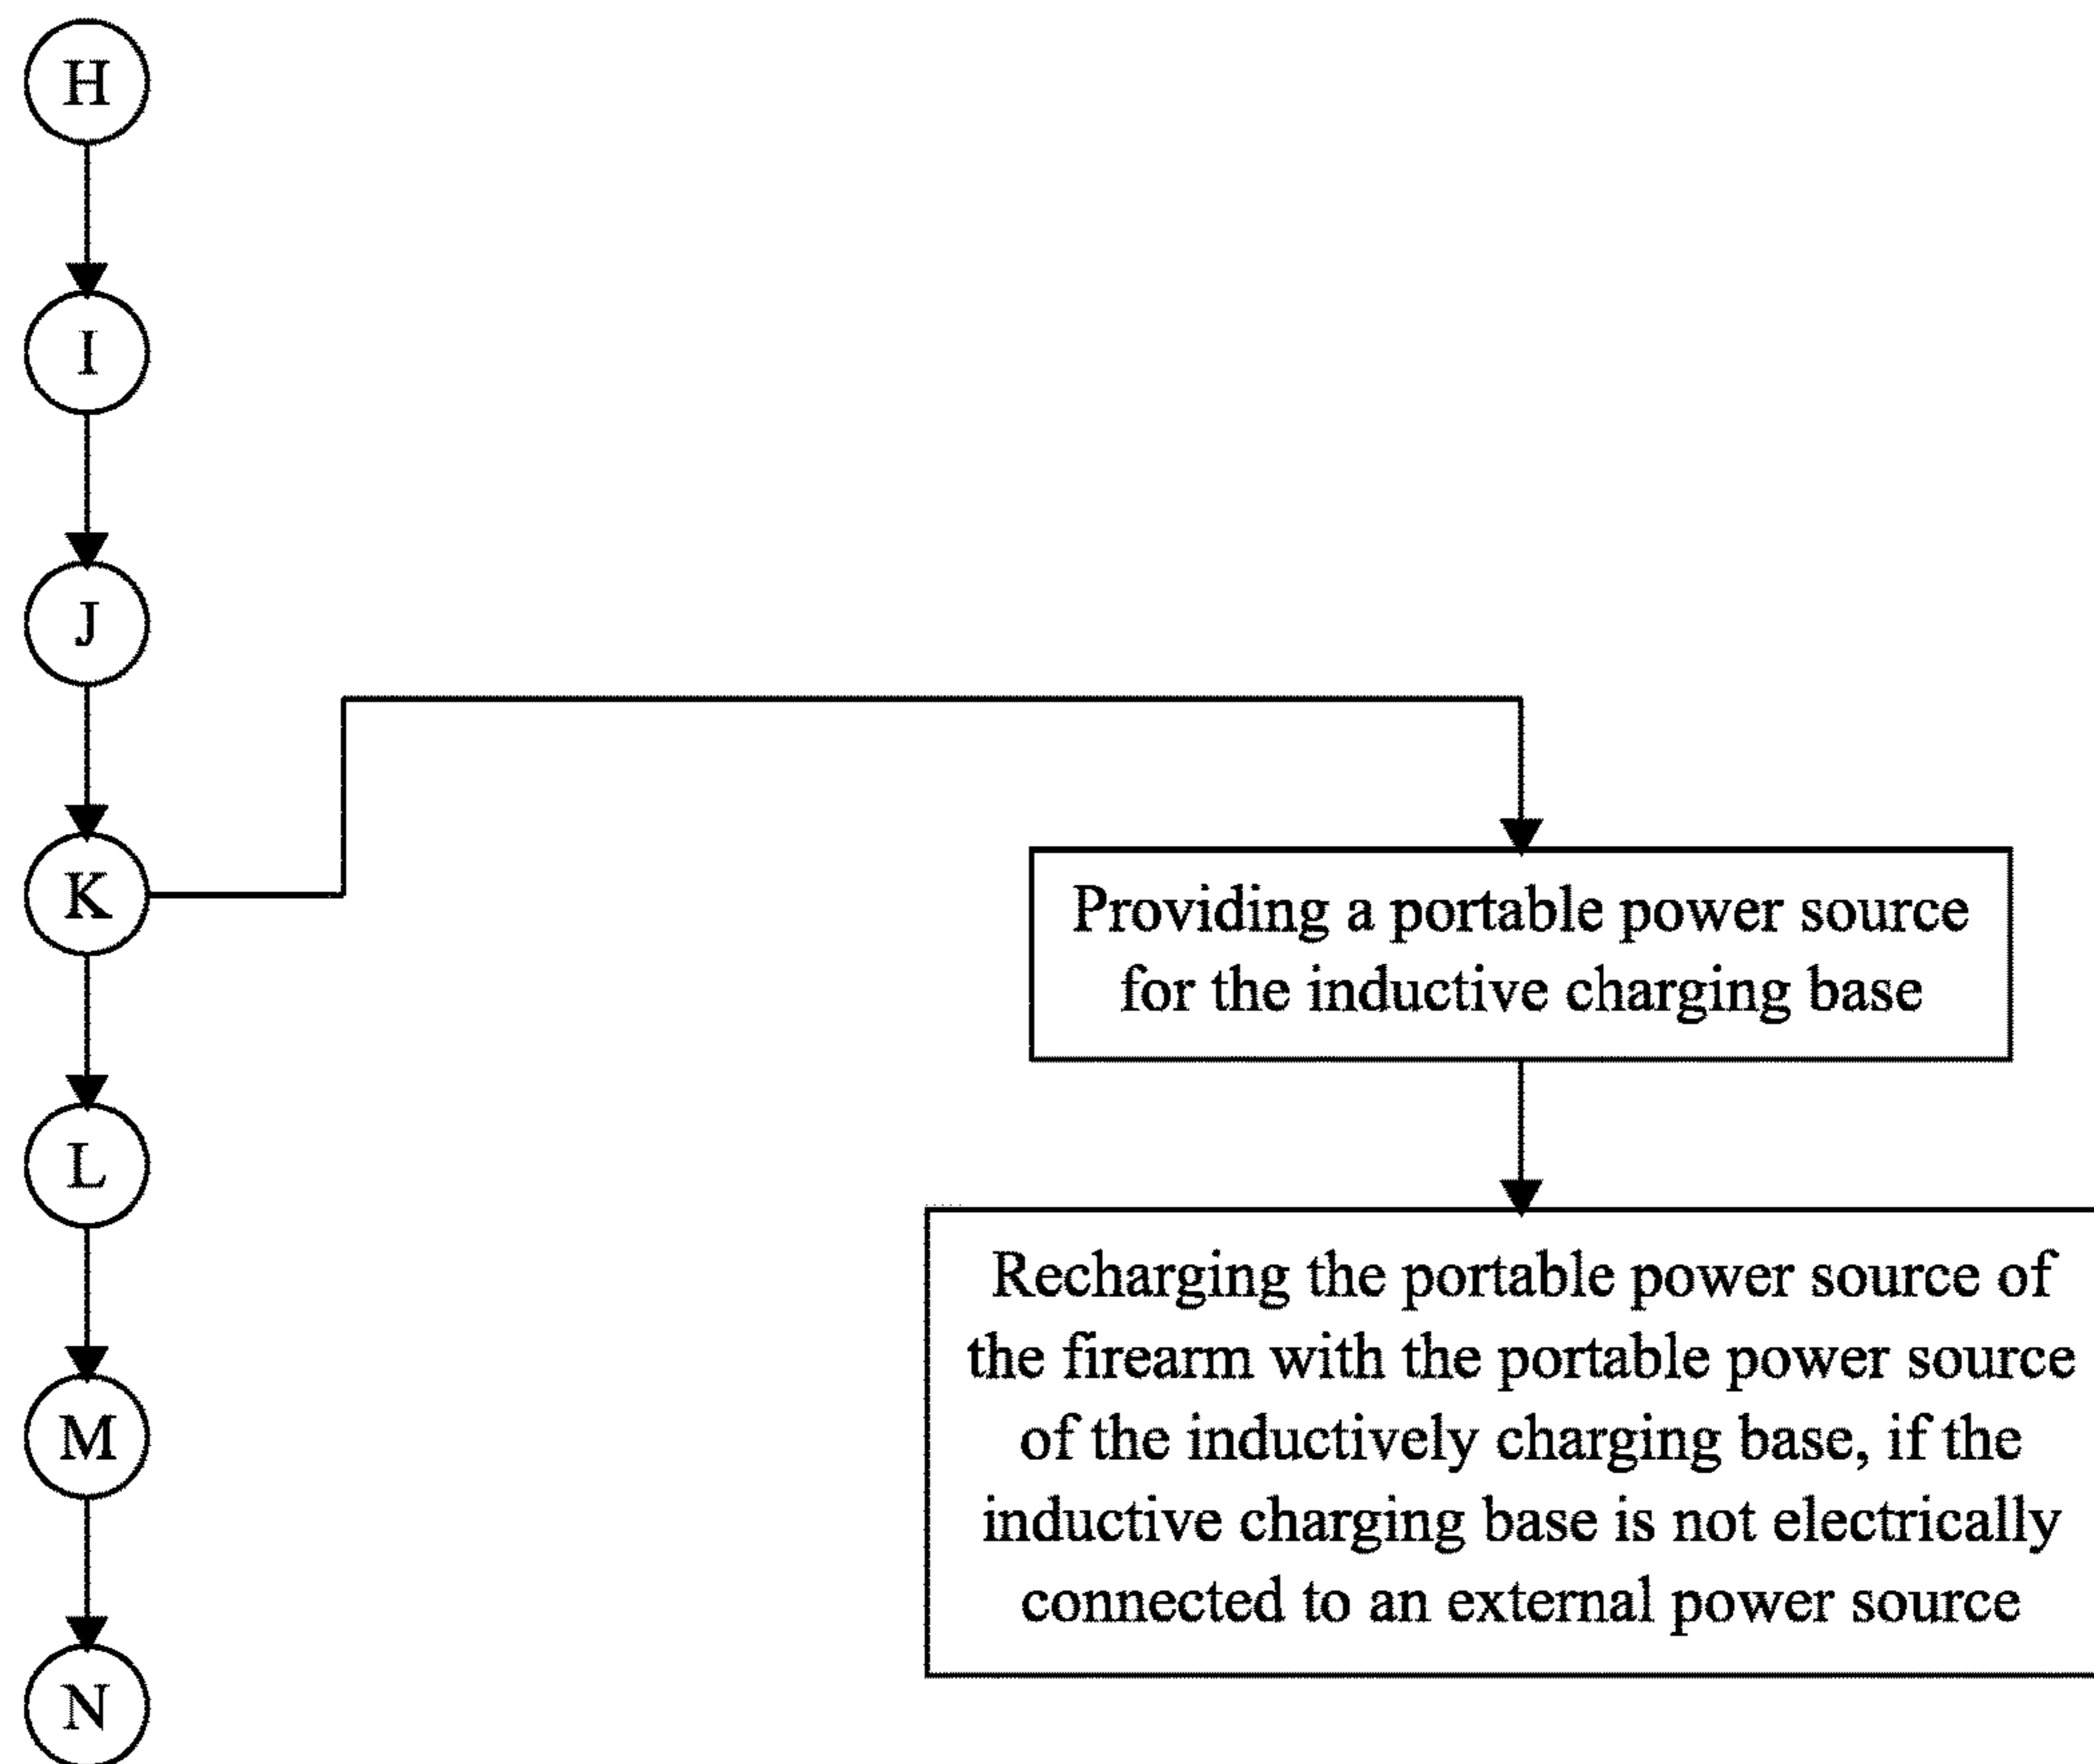 H
I
J
K
Providing a portable power source
for the inductive charging base
L
Recharging the portable power source of
the firearm with the portable power source
of the inductively charging base, if the
inductive charging base is not electrically
connected to an external power source
M
N